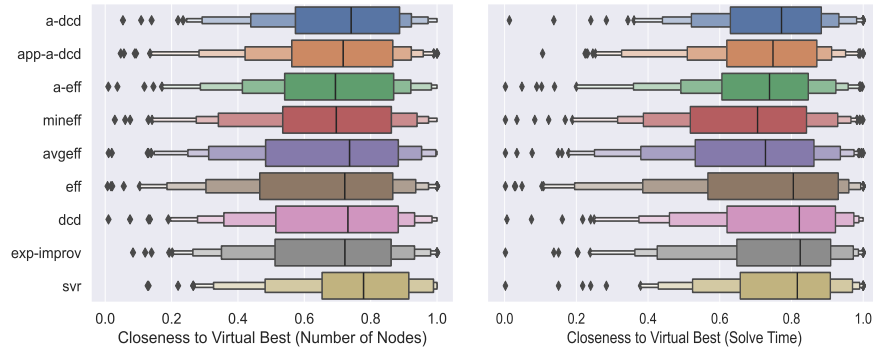 a-dcd
app-a-dcd
a-eff
mineff
avgeff
eff
dcd
exp-improv
svr
0.0 0.2 0.4 0.6 0.8 1.0
Closeness to Virtual Best (Number of Nodes)
0.0 0.2 0.4 0.6 0.8 1.0
Closeness to Virtual Best (Solve Time)